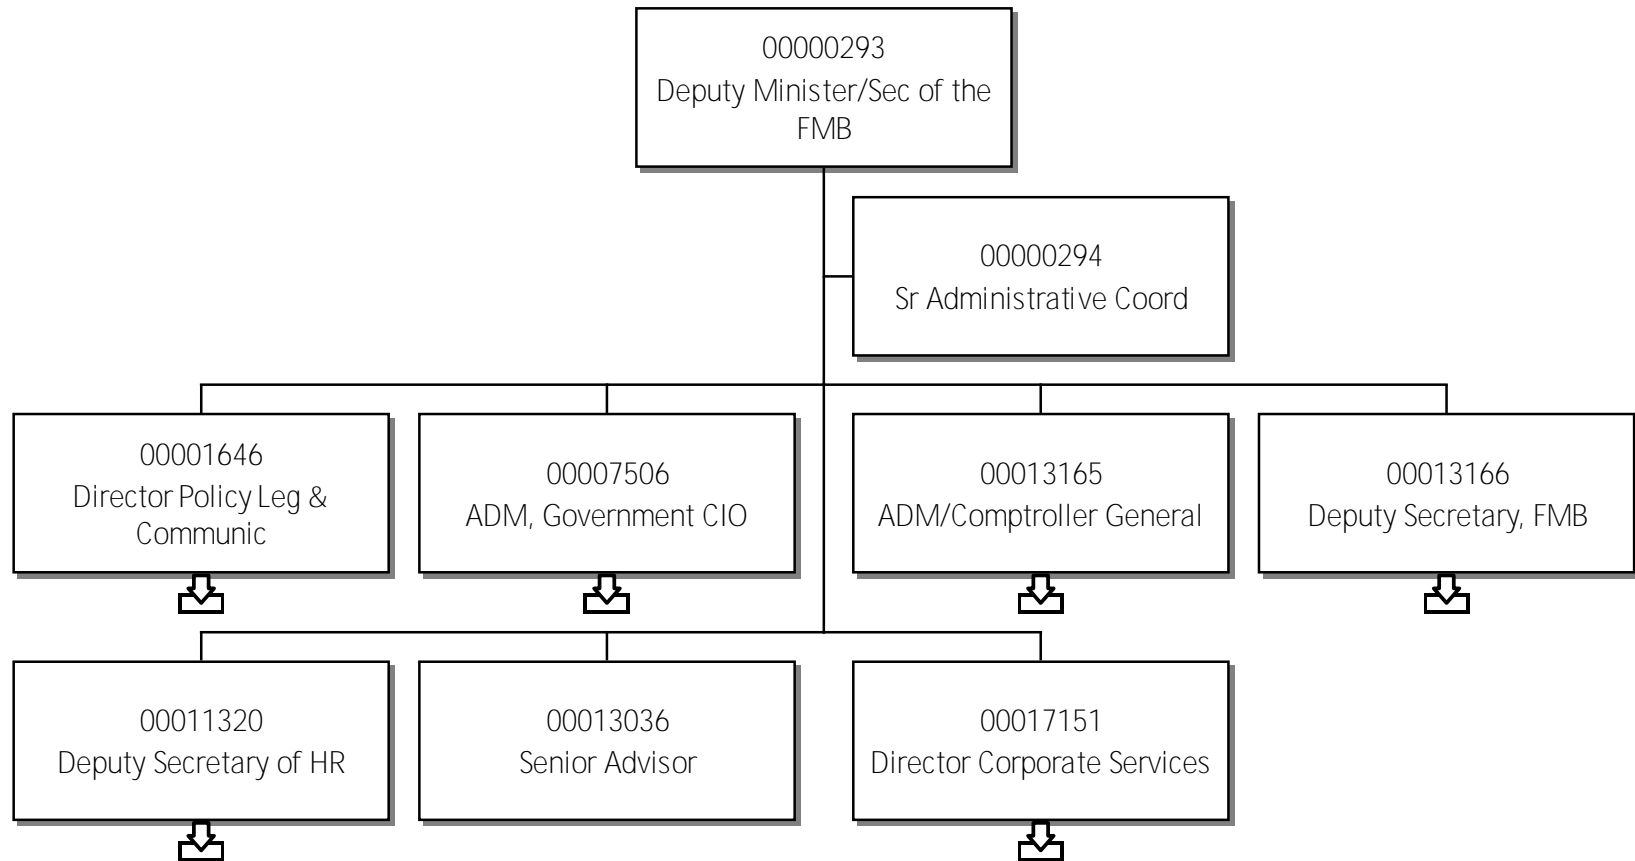 00000293
Deputy Minister/Sec of the
FMB
00000294
Sr Administrative Coord
00001646
Director Policy Leg &
Communic
00007506
ADM, Government CIO
00013165
ADM/Comptroller General
00013166
Deputy Secretary, FMB
00011320
Deputy Secretary of HR
00013036
Senior Advisor
00017151
Director Corporate Services